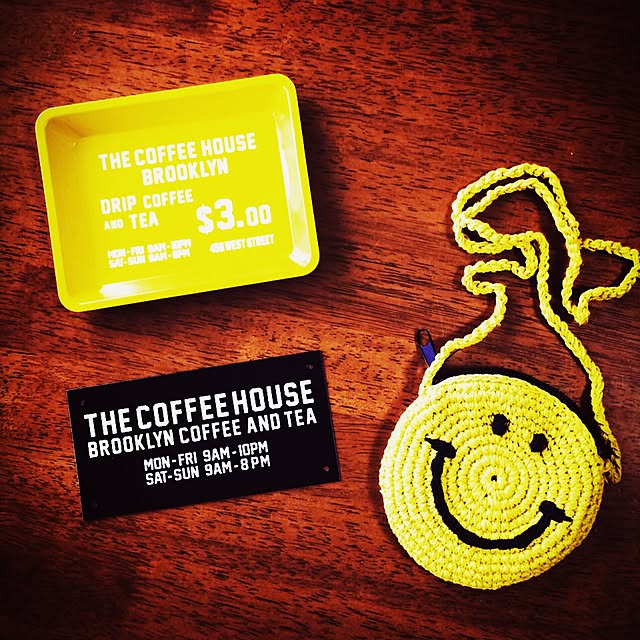 THE COFFEE HOUSE
BROOKLYN
DRIP COFFEE
AND TEA
$3.00
MON-FRI 9AM-10PM
SAT-SUN 9AM-8PM
458 WEST STREET
THE COFFEE HOUSE
BROOKLYN COFFEE AND TEA
MON-FRI 9AM-10PM
SAT-SUN 9AM-8PM